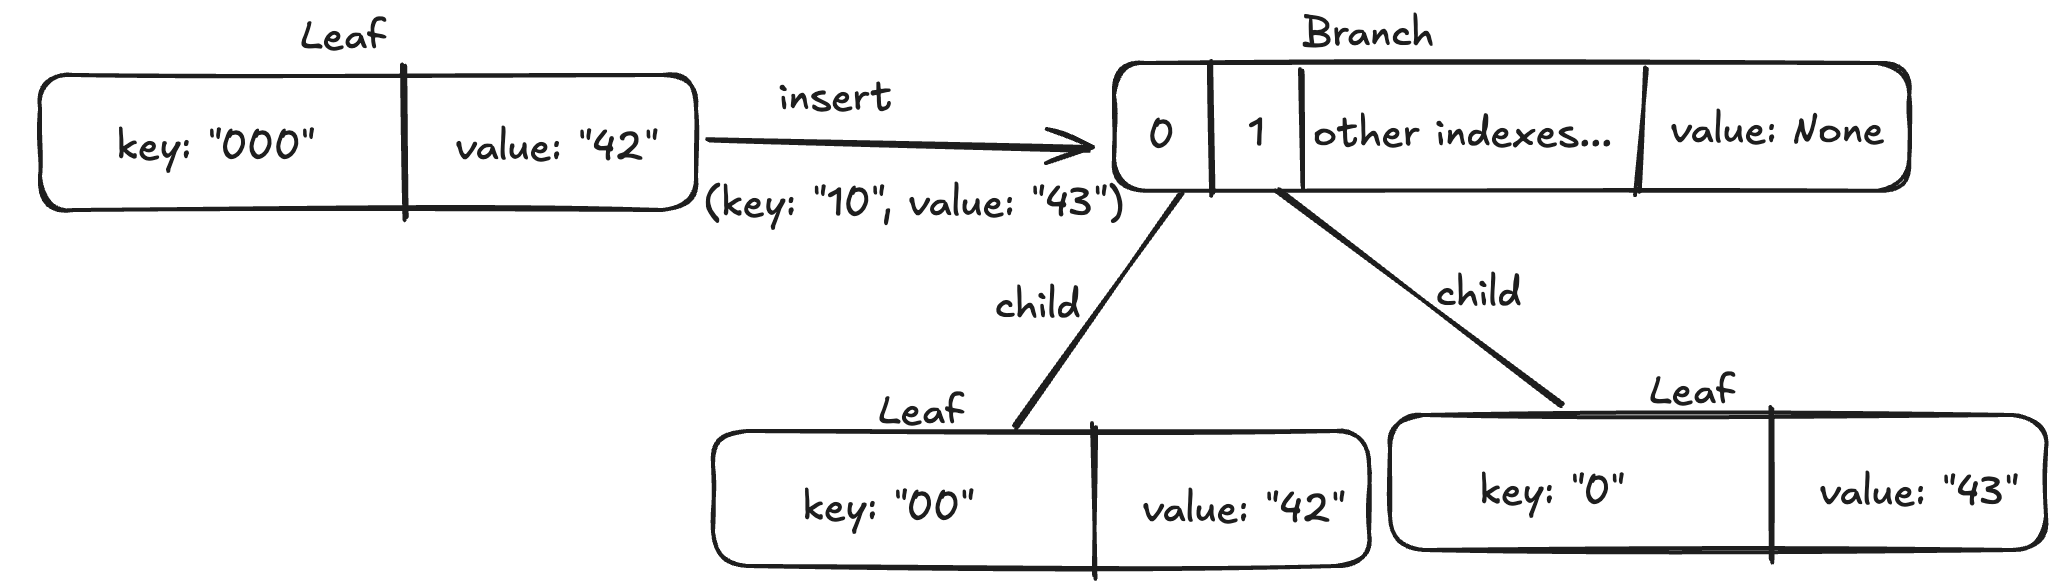 Leaf
key: "000"
value: "42"
insert
(key: "10", value: "43")
Branch
0
1
other indexes...
value: None
child
child
Leaf
key: "00"
value: "42"
Leaf
key: "0"
value: "43"